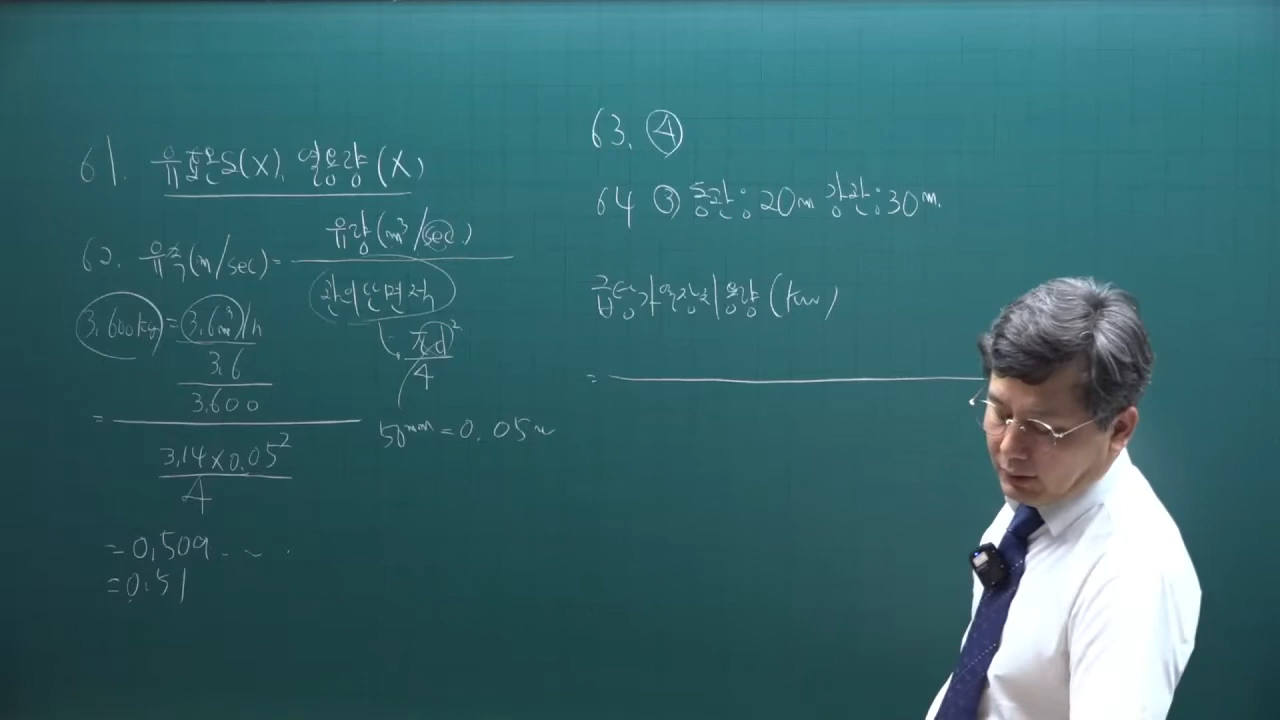 61. 유출온도(X). 열용량(X)
62. 유속(m/sec)= 유량(m³/sec)
관의단면적
πd²
4
3.600kg = 3.6m³/h
3.6
3.600
=
3.14×0.05²
4
50mm = 0.05m
= 0.509...
= 0.51
63. ④
64 ③ 동관; 20m 강관; 30m.
급탕가열장치용량(kw)
=